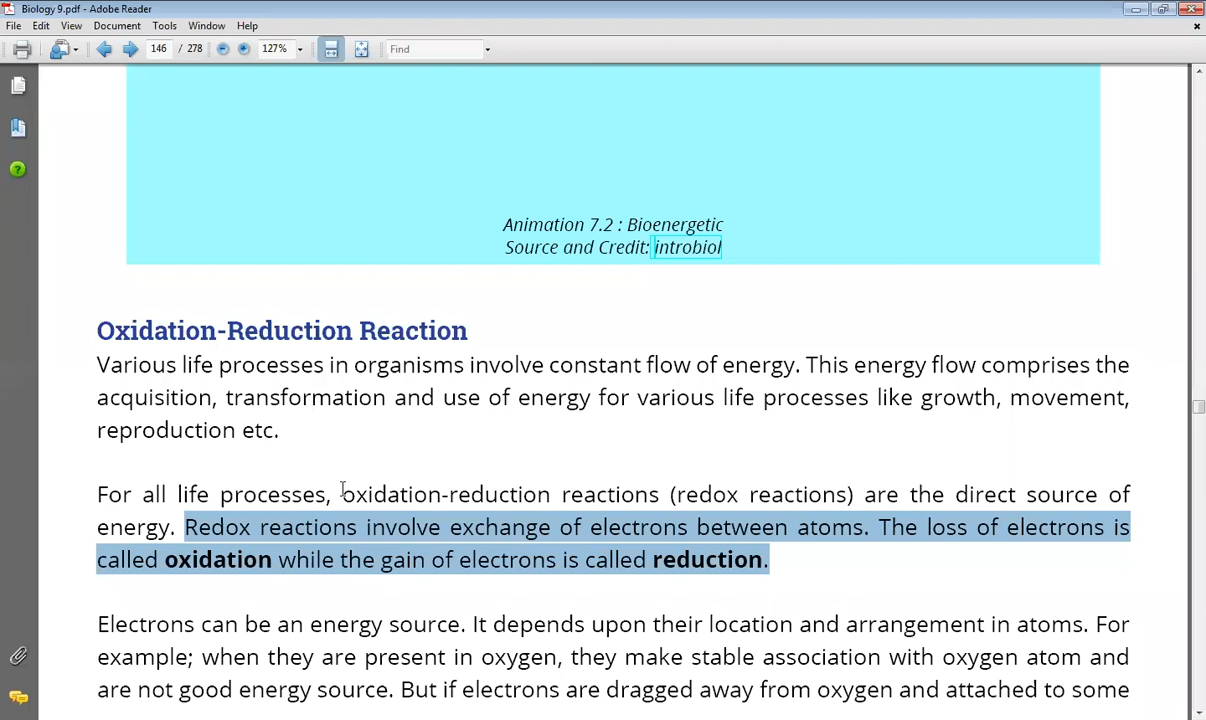 Biology 9.pdf - Adobe Reader
File Edit View Document Tools Window Help
146 / 278 127% Find
Animation 7.2 : Bioenergetic
Source and Credit: introbiol
Oxidation-Reduction Reaction
Various life processes in organisms involve constant flow of energy. This energy flow comprises the
acquisition, transformation and use of energy for various life processes like growth, movement,
reproduction etc.
For all life processes, oxidation-reduction reactions (redox reactions) are the direct source of
energy. Redox reactions involve exchange of electrons between atoms. The loss of electrons is
called oxidation while the gain of electrons is called reduction.
Electrons can be an energy source. It depends upon their location and arrangement in atoms. For
example; when they are present in oxygen, they make stable association with oxygen atom and
are not good energy source. But if electrons are dragged away from oxygen and attached to some